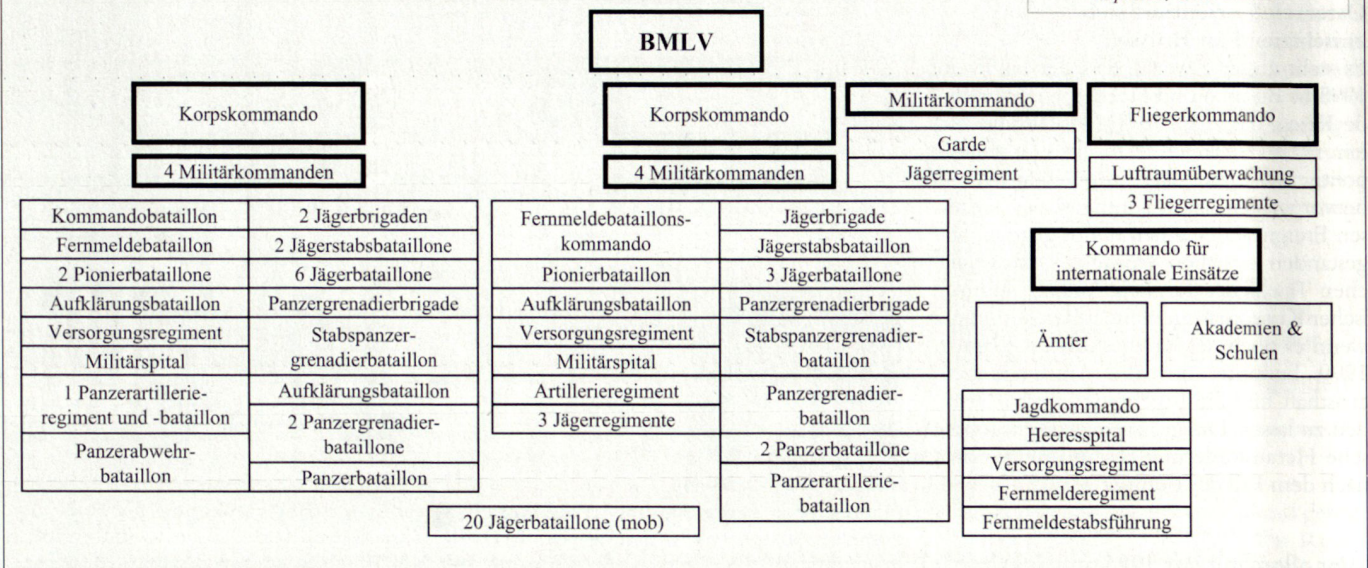 BMLV
Korpskommando
4 Militärkommanden
Kommandobataillon
Fernmeldebataillon
2 Pionierbataillone
Aufklärungsbataillon
Versorgungsregiment
Militärspital
1 Panzerartillerie-
regiment und -bataillon
Panzerabwehr-
bataillon
2 Jägerbrigaden
2 Jägerstabsbataillone
6 Jägerbataillone
Panzergrenadierbrigade
Stabspanzer-
grenadierbataillon
Aufklärungsbataillon
2 Panzergrenadier-
bataillone
Panzerbataillon
Korpskommando
4 Militärkommanden
Fernmeldebataillons-
kommando
Pionierbataillon
Aufklärungsbataillon
Versorgungsregiment
Militärspital
Artillerieregiment
3 Jägerregimente
Jägerbrigade
Jägerstabsbataillon
3 Jägerbataillone
Panzergrenadierbrigade
Stabspanzergrenadier-
bataillon
Panzergrenadier-
bataillon
2 Panzerbataillone
Panzerartillerie-
bataillon
20 Jägerbataillone (mob)
Militärkommando
Garde
Jägerregiment
Fliegerkommando
Luftraumüberwachung
3 Fliegerregimente
Kommando für
internationale Einsätze
Ämter
Akademien &
Schulen
Jagdkommando
Heeresspital
Versorgungsregiment
Fernmelderegiment
Fernmeldestabsführung